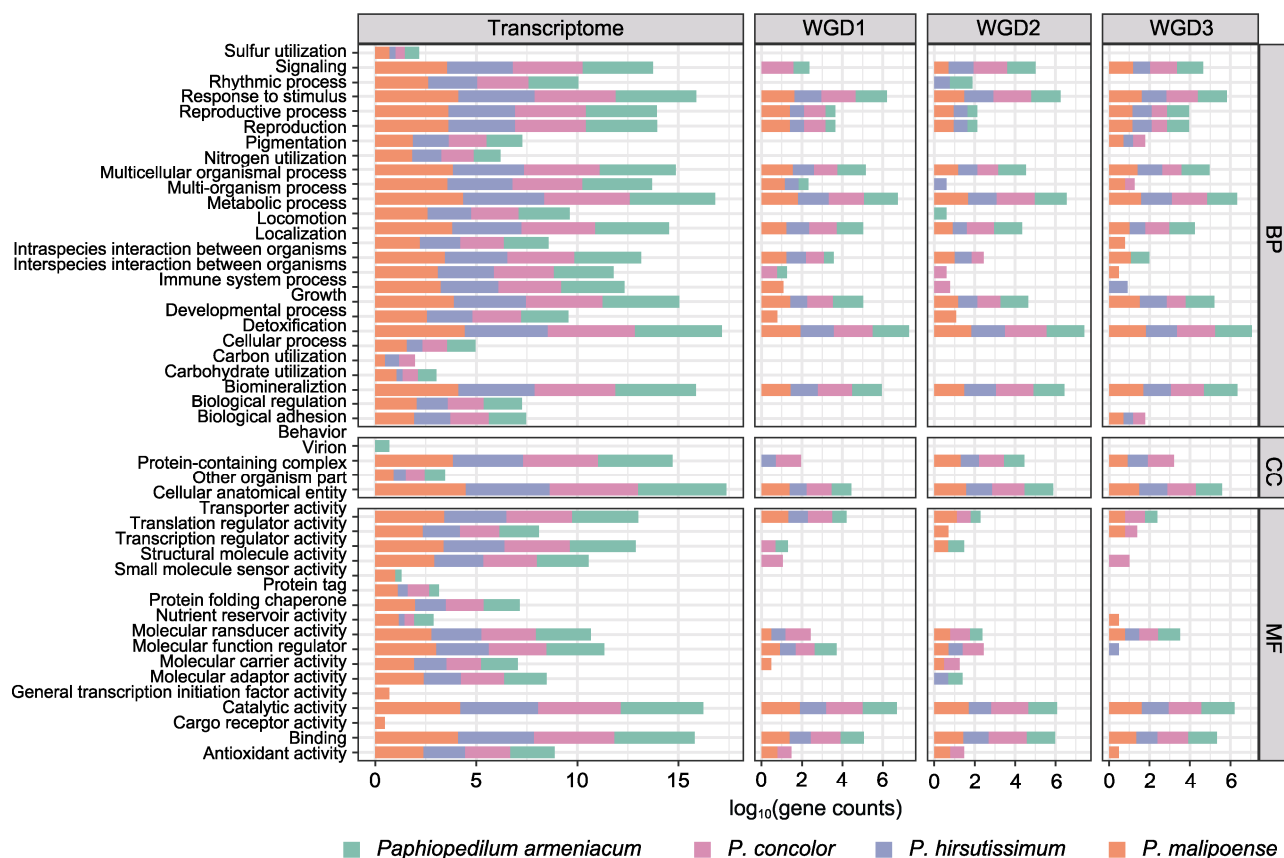 Transcriptome WGD1 WGD2 WGD3
Sulfur utilization
Signaling
Rhythmic process
Response to stimulus
Reproductive process
Reproduction
Pigmentation
Nitrogen utilization
Multicellular organismal process
Multi-organism process
Metabolic process
Locomotion
Localization
Intraspecies interaction between organisms
Interspecies interaction between organisms
Immune system process
Growth
Developmental process
Detoxification
Cellular process
Carbon utilization
Carbohydrate utilization
Biomineraliztion
Biological regulation
Biological adhesion
Behavior
BP
Virion
Protein-containing complex
Other organism part
Cellular anatomical entity
CC
Transporter activity
Translation regulator activity
Transcription regulator activity
Structural molecule activity
Small molecule sensor activity
Protein tag
Protein folding chaperone
Nutrient reservoir activity
Molecular ransducer activity
Molecular function regulator
Molecular carrier activity
Molecular adaptor activity
General transcription initiation factor activity
Catalytic activity
Cargo receptor activity
Binding
Antioxidant activity
MF
0 5 10 15 0 2 4 6 0 2 4 6 0 2 4 6
log₁₀(gene counts)
Paphiopedilum armeniacum P. concolor P. hirsutissimum P. malipoense